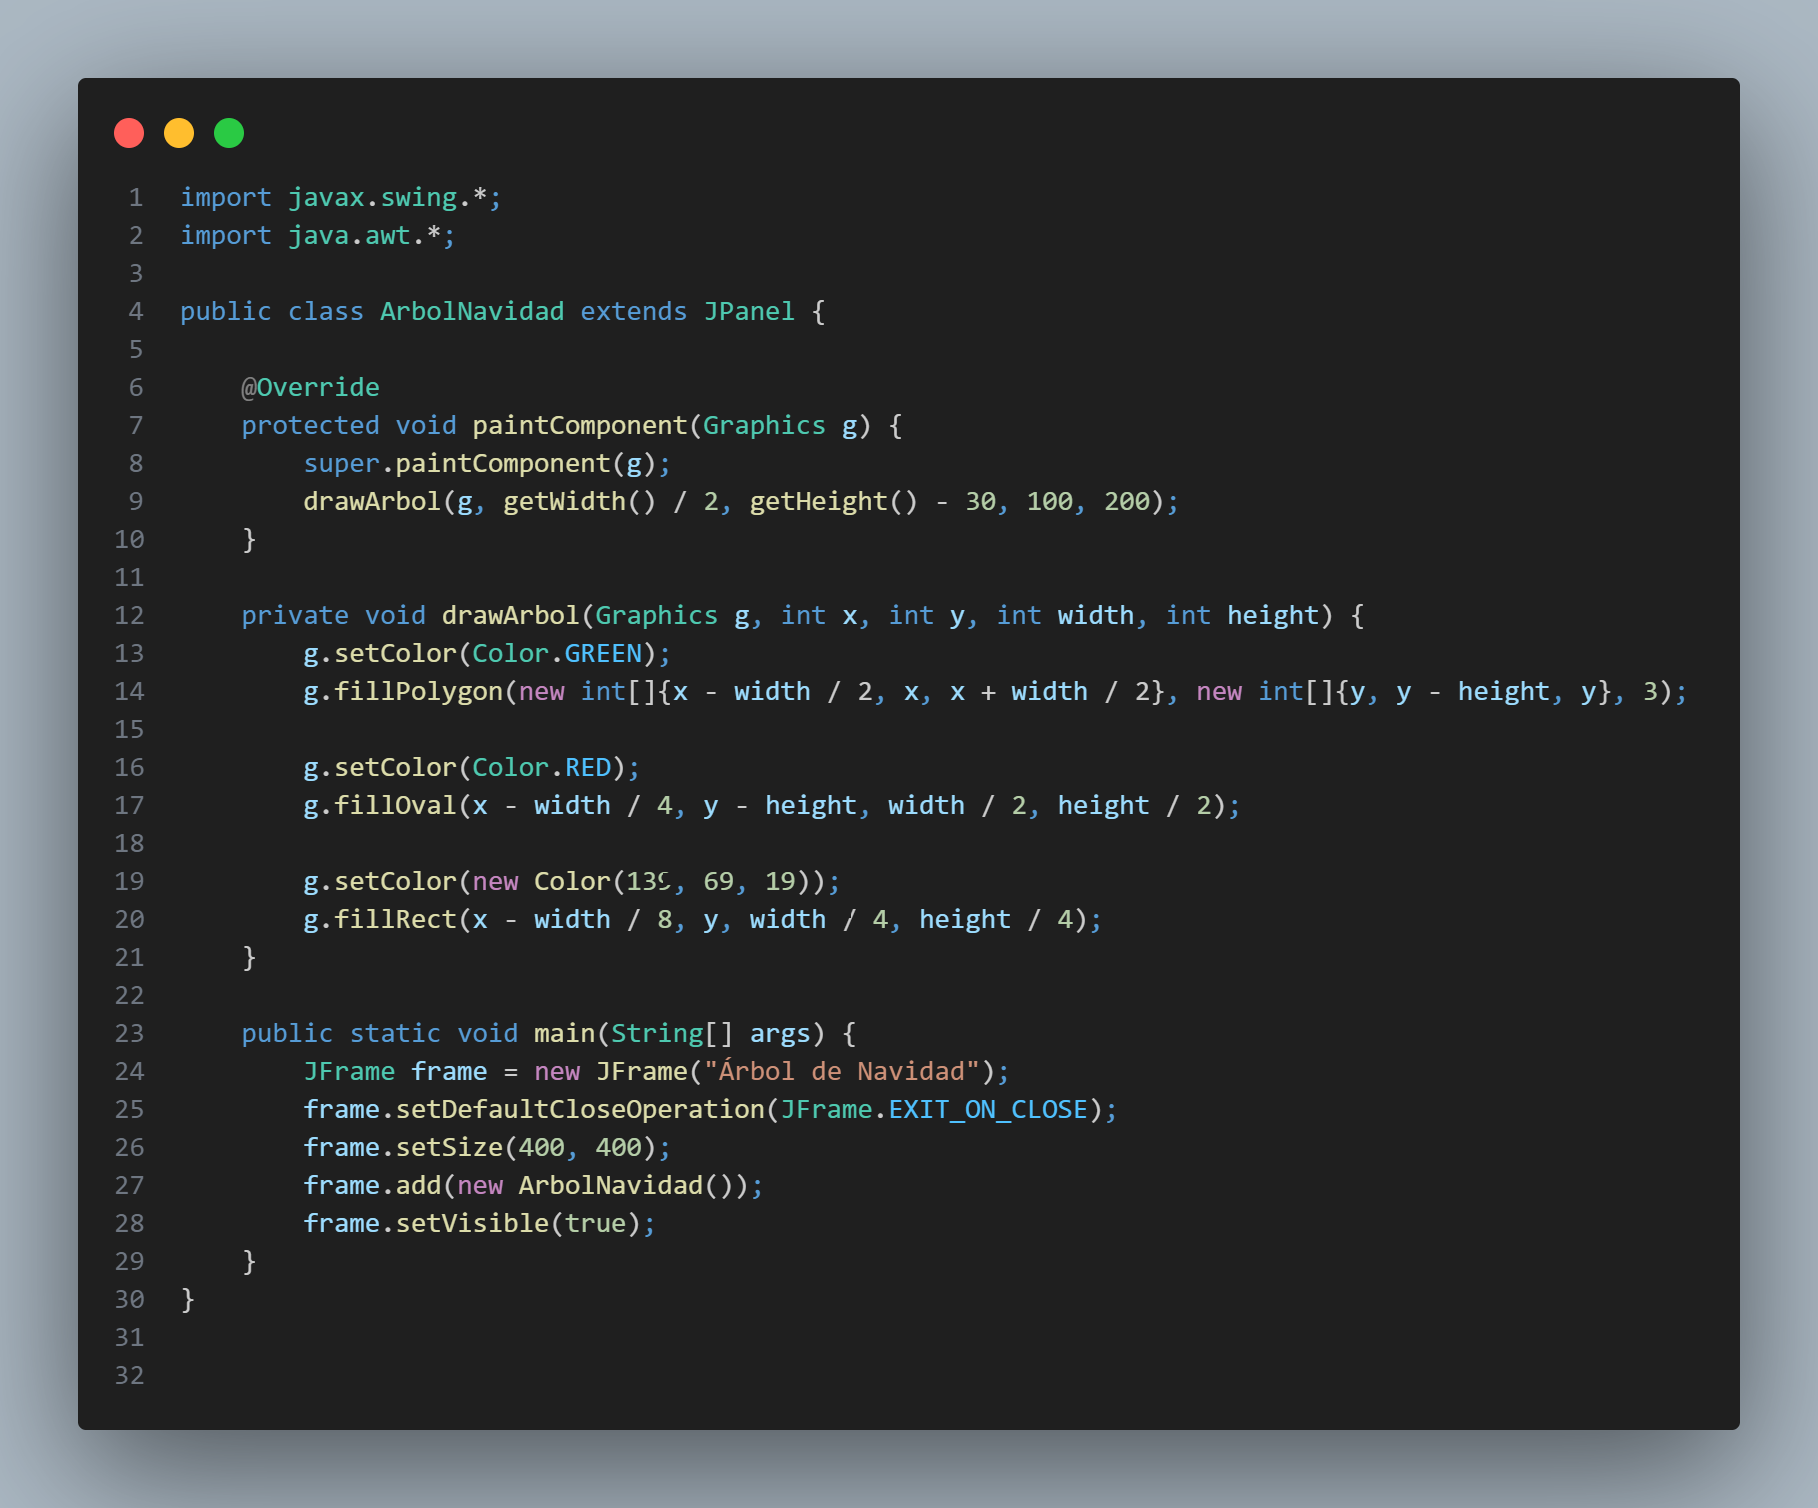 1 import javax.swing.*;
2 import java.awt.*;
3
4 public class ArbolNavidad extends JPanel {
5
6     @Override
7     protected void paintComponent(Graphics g) {
8         super.paintComponent(g);
9         drawArbol(g, getWidth() / 2, getHeight() - 30, 100, 200);
10     }
11
12     private void drawArbol(Graphics g, int x, int y, int width, int height) {
13         g.setColor(Color.GREEN);
14         g.fillPolygon(new int[]{x - width / 2, x, x + width / 2}, new int[]{y, y - height, y}, 3);
15
16         g.setColor(Color.RED);
17         g.fillOval(x - width / 4, y - height, width / 2, height / 2);
18
19         g.setColor(new Color(139, 69, 19));
20         g.fillRect(x - width / 8, y, width / 4, height / 4);
21     }
22
23     public static void main(String[] args) {
24         JFrame frame = new JFrame("Árbol de Navidad");
25         frame.setDefaultCloseOperation(JFrame.EXIT_ON_CLOSE);
26         frame.setSize(400, 400);
27         frame.add(new ArbolNavidad());
28         frame.setVisible(true);
29     }
30 }
31
32